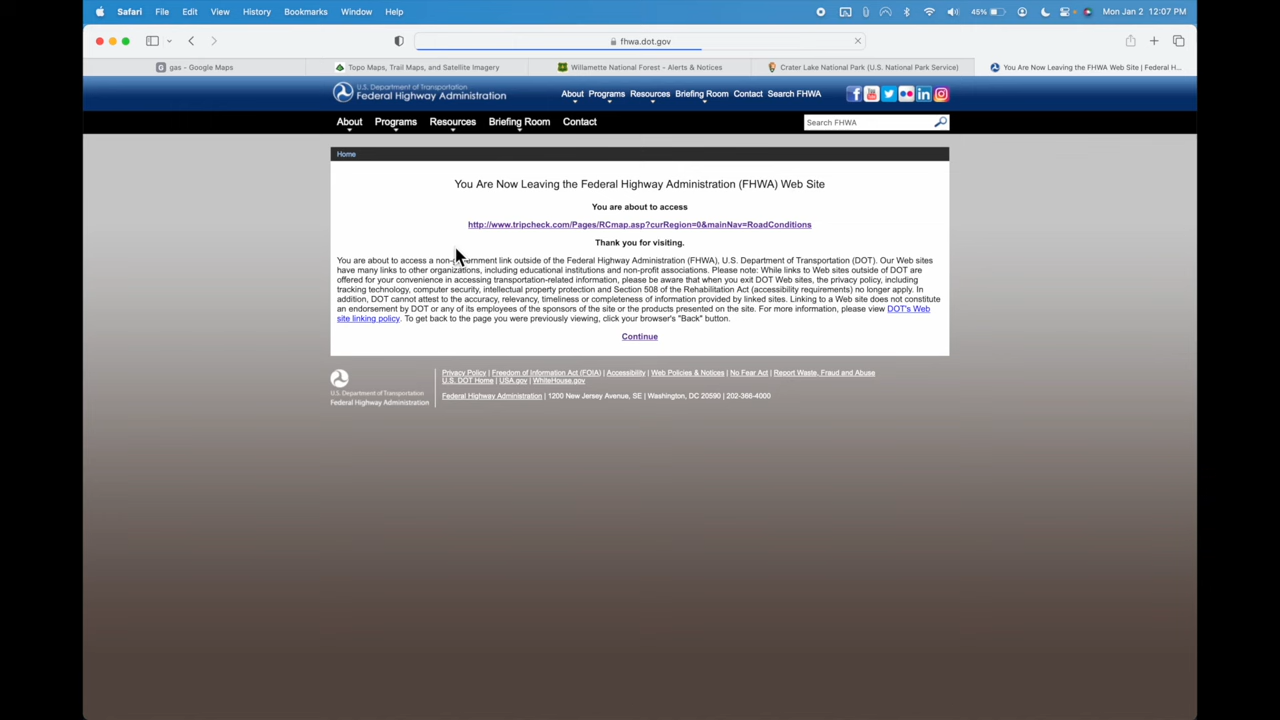 Safari File Edit View History Bookmarks Window Help 45% Mon Jan 2 12:07 PM
fhwa.dot.gov
G gas - Google Maps Topo Maps, Trail Maps, and Satellite Imagery Willamette National Forest - Alerts & Notices Crater Lake National Park (U.S. National Park Service) You Are Now Leaving the FHWA Web Site | Federal H...
U.S. Department of Transportation
Federal Highway Administration
About Programs Resources Briefing Room Contact Search FHWA
About Programs Resources Briefing Room Contact Search FHWA
Home
You Are Now Leaving the Federal Highway Administration (FHWA) Web Site
You are about to access
http://www.tripcheck.com/Pages/RCmap.asp?curRegion=0&mainNav=RoadConditions
Thank you for visiting.
You are about to access a non-government link outside of the Federal Highway Administration (FHWA), U.S. Department of Transportation (DOT). Our Web sites
have many links to other organizations, including educational institutions and non-profit associations. Please note: While links to Web sites outside of DOT are
offered for your convenience in accessing transportation-related information, please be aware that when you exit DOT Web sites, the privacy policy, including
tracking technology, computer security, intellectual property protection and Section 508 of the Rehabilitation Act (accessibility requirements) no longer apply. In
addition, DOT cannot attest to the accuracy, relevancy, timeliness or completeness of information provided by linked sites. Linking to a Web site does not constitute
an endorsement by DOT or any of its employees of the sponsors of the site or the products presented on the site. For more information, please view DOT's Web
site linking policy. To get back to the page you were previously viewing, click your browser's "Back" button.
Continue
U.S. Department of Transportation
Federal Highway Administration
Privacy Policy | Freedom of Information Act (FOIA) | Accessibility | Web Policies & Notices | No Fear Act | Report Waste, Fraud and Abuse
U.S. DOT Home | USA.gov | WhiteHouse.gov
Federal Highway Administration | 1200 New Jersey Avenue, SE | Washington, DC 20590 | 202-366-4000